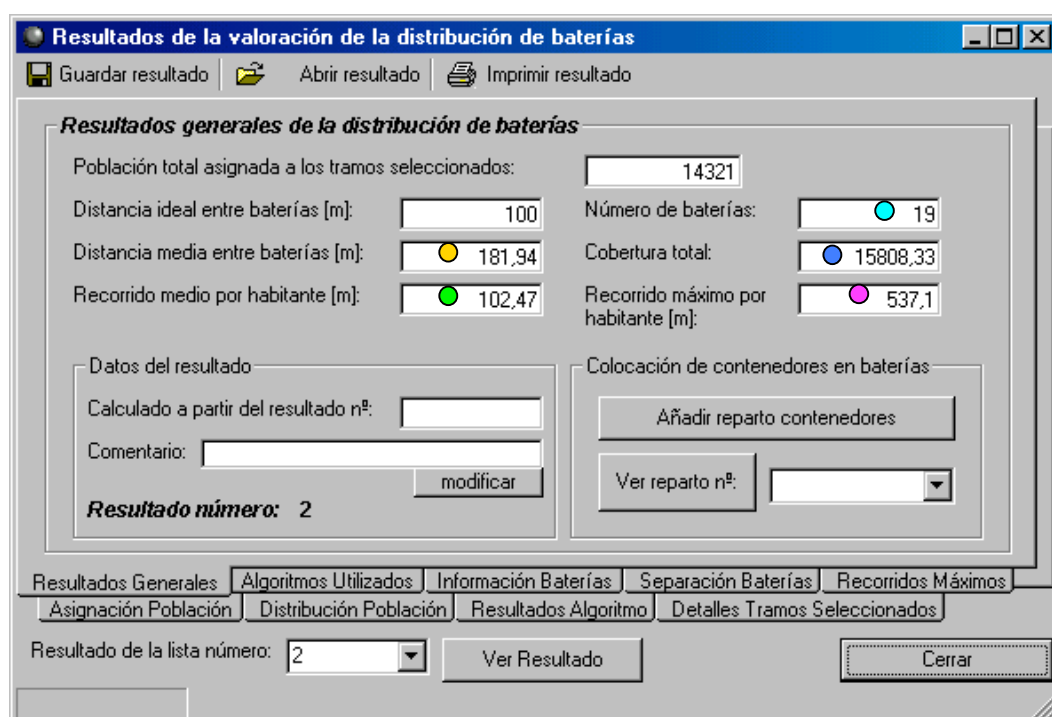 Resultados de la valoración de la distribución de baterías
Guardar resultado Abrir resultado Imprimir resultado
Resultados generales de la distribución de baterías
Población total asignada a los tramos seleccionados: 14321
Distancia ideal entre baterías [m]: 100 Número de baterías: 19
Distancia media entre baterías [m]: 181,94 Cobertura total: 15808,33
Recorrido medio por habitante [m]: 102,47 Recorrido máximo por
habitante [m]: 537,1
Datos del resultado Colocación de contenedores en baterías
Calculado a partir del resultado nº: Añadir reparto contenedores
Comentario:
modificar Ver reparto nº:
Resultado número: 2
Resultados Generales Algoritmos Utilizados Información Baterías Separación Baterías Recorridos Máximos
Asignación Población Distribución Población Resultados Algoritmo Detalles Tramos Seleccionados
Resultado de la lista número: 2 Ver Resultado Cerrar